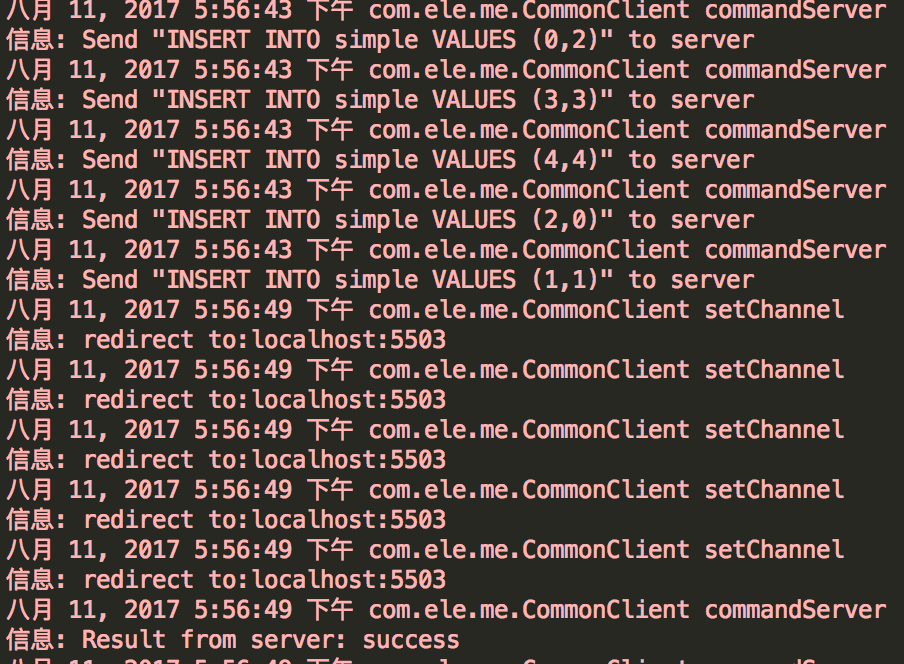 八月 11, 2017 5:56:43 下午 com.ele.me.CommonClient commandServer
信息: Send "INSERT INTO simple VALUES (0,2)" to server
八月 11, 2017 5:56:43 下午 com.ele.me.CommonClient commandServer
信息: Send "INSERT INTO simple VALUES (3,3)" to server
八月 11, 2017 5:56:43 下午 com.ele.me.CommonClient commandServer
信息: Send "INSERT INTO simple VALUES (4,4)" to server
八月 11, 2017 5:56:43 下午 com.ele.me.CommonClient commandServer
信息: Send "INSERT INTO simple VALUES (2,0)" to server
八月 11, 2017 5:56:43 下午 com.ele.me.CommonClient commandServer
信息: Send "INSERT INTO simple VALUES (1,1)" to server
八月 11, 2017 5:56:49 下午 com.ele.me.CommonClient setChannel
信息: redirect to:localhost:5503
八月 11, 2017 5:56:49 下午 com.ele.me.CommonClient setChannel
信息: redirect to:localhost:5503
八月 11, 2017 5:56:49 下午 com.ele.me.CommonClient setChannel
信息: redirect to:localhost:5503
八月 11, 2017 5:56:49 下午 com.ele.me.CommonClient setChannel
信息: redirect to:localhost:5503
八月 11, 2017 5:56:49 下午 com.ele.me.CommonClient setChannel
信息: redirect to:localhost:5503
八月 11, 2017 5:56:49 下午 com.ele.me.CommonClient commandServer
信息: Result from server: success